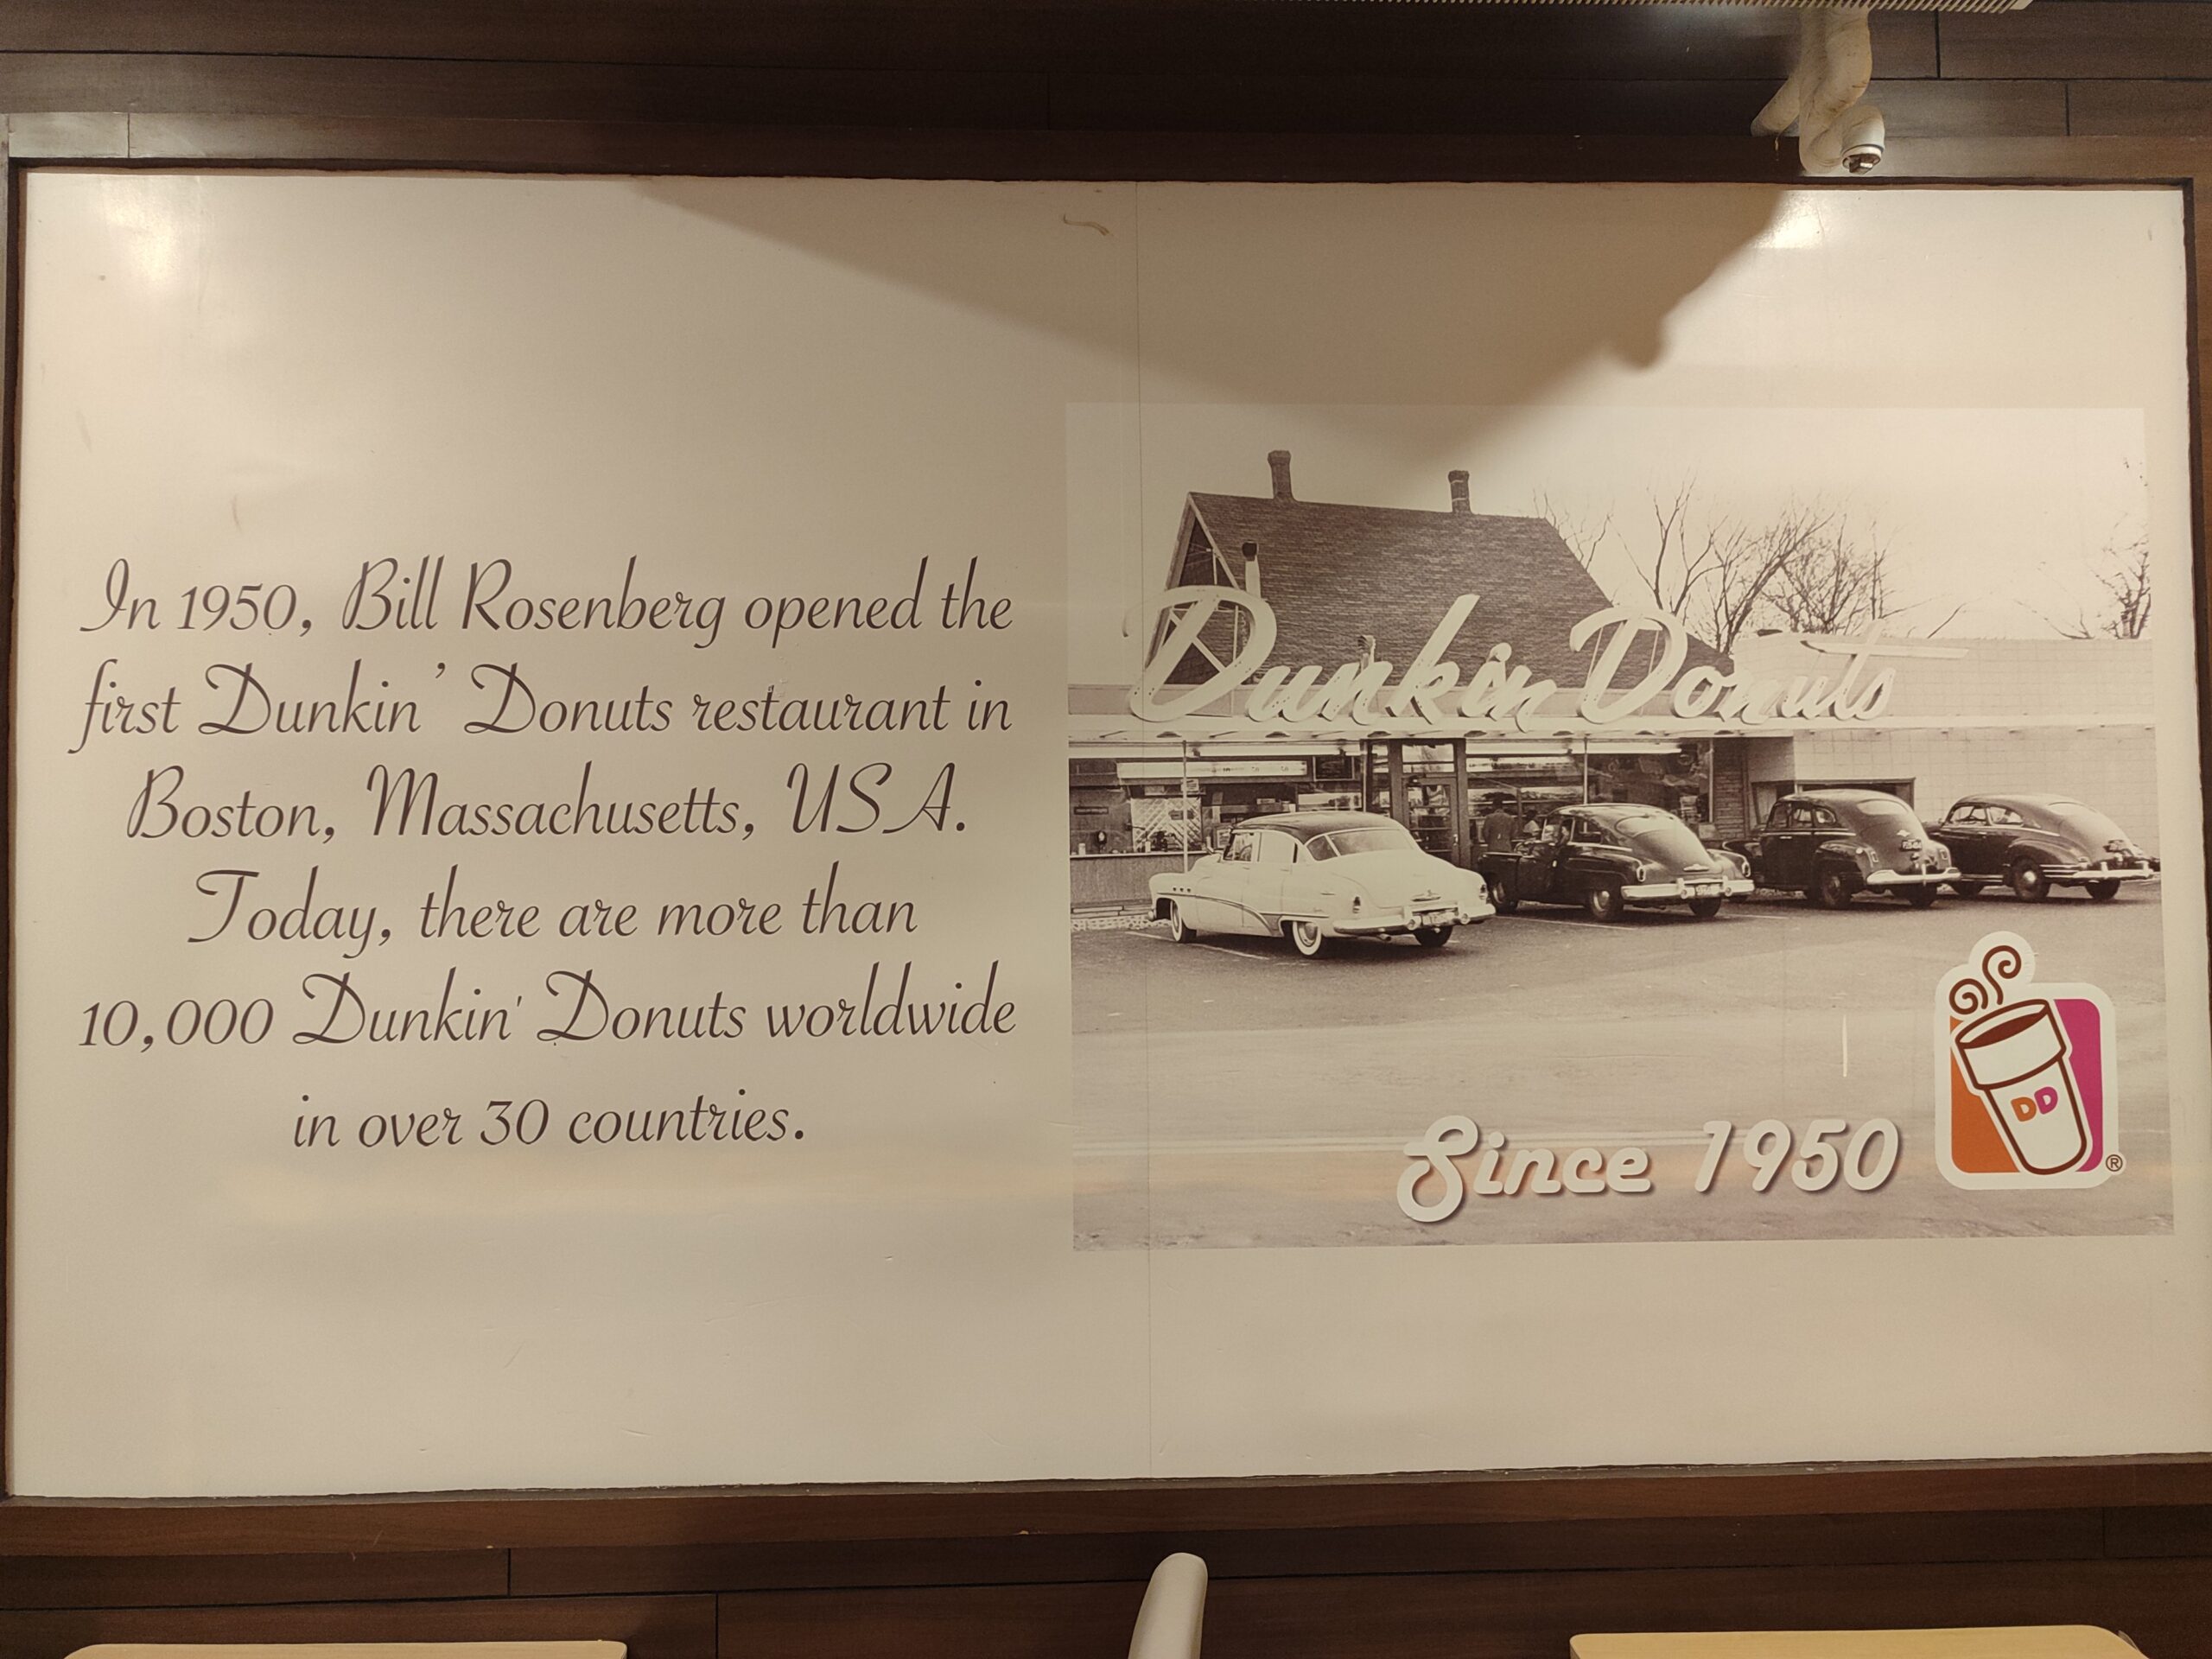 In 1950, Bill Rosenberg opened the
first Dunkin’ Donuts restaurant in
Boston, Massachusetts, USA.
Today, there are more than
10,000 Dunkin' Donuts worldwide
in over 30 countries.
Dunkin Donuts
Since 1950
DD
®